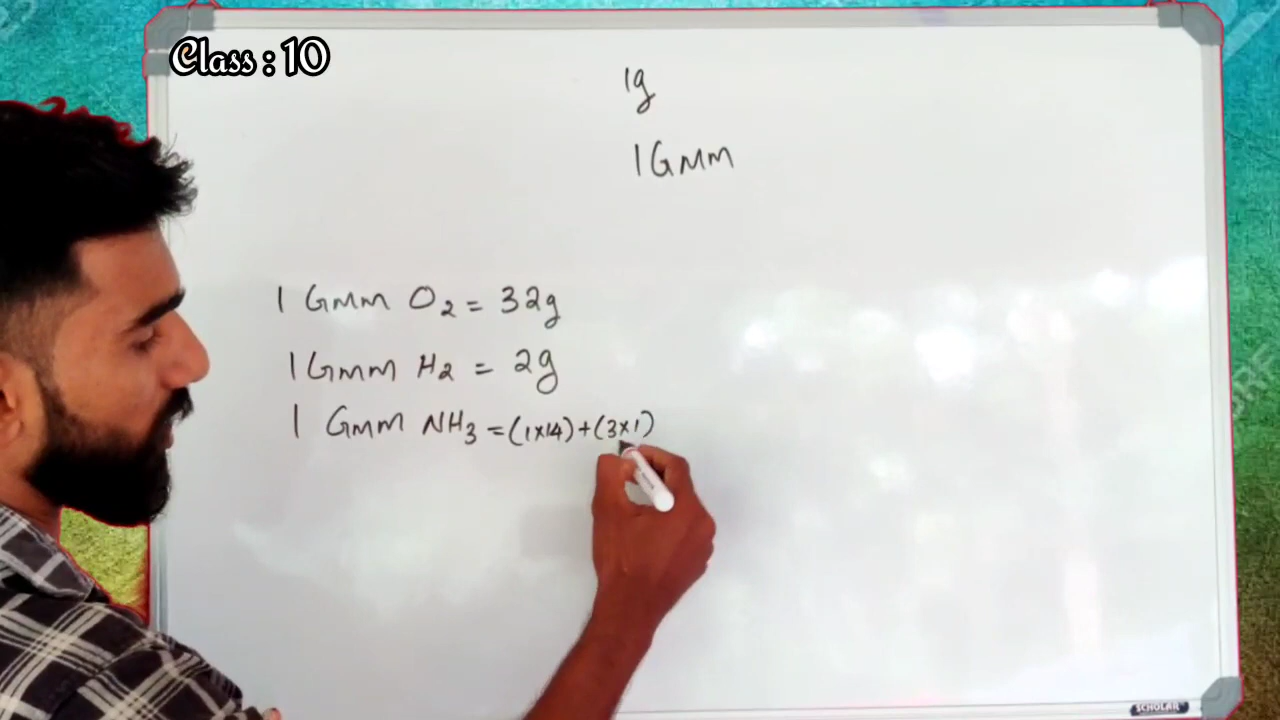 Class : 10
1g
1 GMM
1 GMM O₂ = 32g
1 GMM H₂ = 2g
1 GMM NH₃ = (1×14)+(3×1)
SCHOLAR